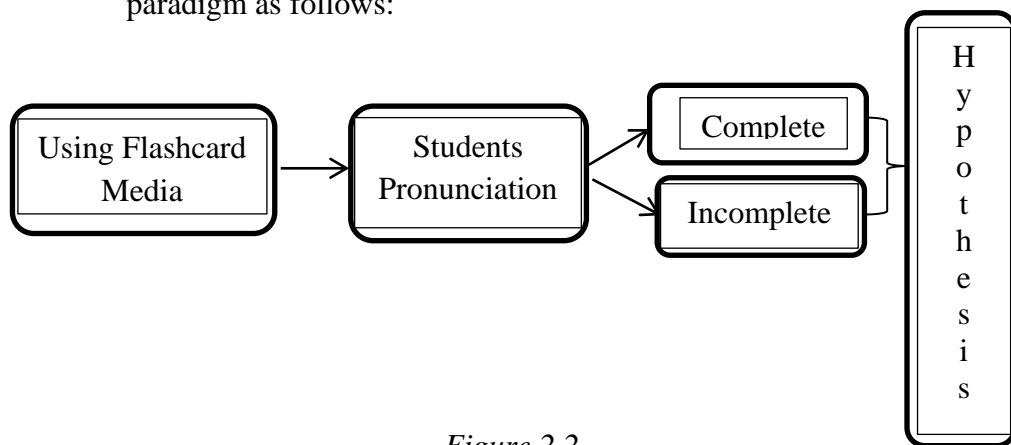 paradigm as follows:
Using Flashcard
Media
Students
Pronunciation
Complete
Incomplete
H
y
p
o
t
h
e
s
i
s
Figure 2.2